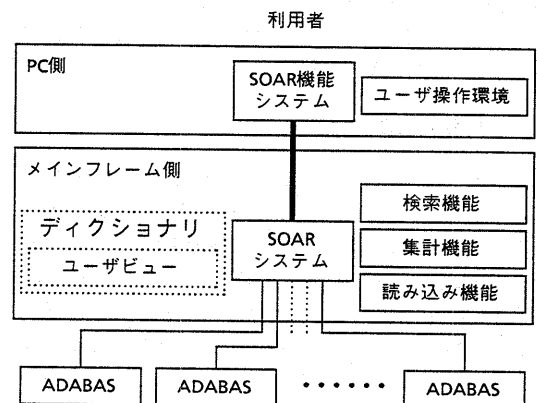 利用者
PC側
SOAR機能
システム
ユーザ操作環境
メインフレーム側
ディクショナリ
ユーザビュー
SOAR
システム
検索機能
集計機能
読み込み機能
ADABAS
ADABAS
・・・・・・
ADABAS